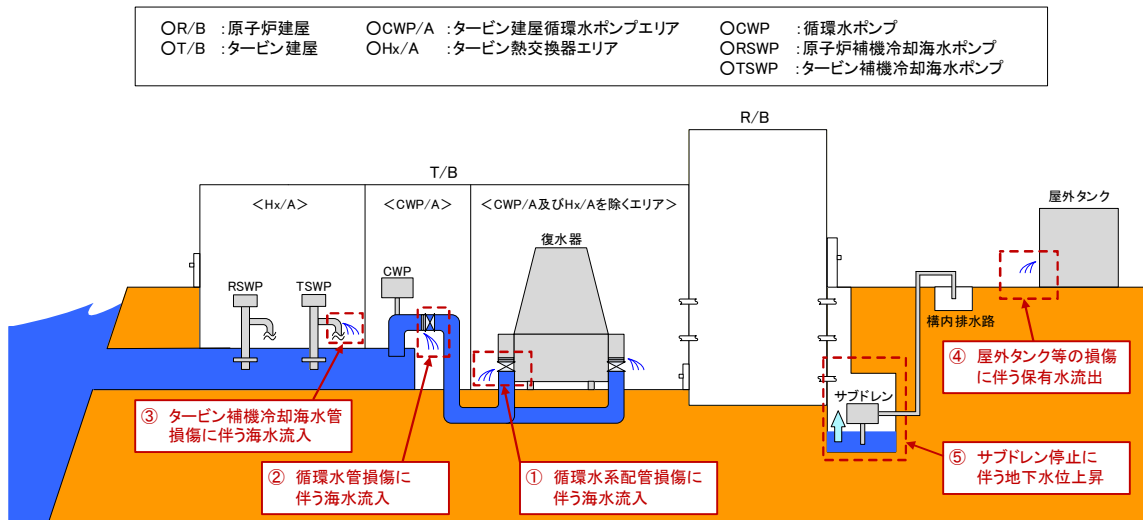 ○R/B :原子炉建屋 ○CWP/A :タービン建屋循環水ポンプエリア ○CWP :循環水ポンプ
○T/B :タービン建屋 ○Hx/A :タービン熱交換器エリア ○RSWP :原子炉補機冷却海水ポンプ
○TSWP :タービン補機冷却海水ポンプ
R/B
T/B
屋外タンク
<Hx/A>
<CWP/A>
<CWP/A及びHx/Aを除くエリア>
復水器
CWP
RSWP
TSWP
構内排水路
④ 屋外タンク等の損傷
に伴う保有水流出
サブドレン
③ タービン補機冷却海水管
損傷に伴う海水流入
② 循環水管損傷に
伴う海水流入
① 循環水系配管損傷に
伴う海水流入
⑤ サブドレン停止に
伴う地下水位上昇